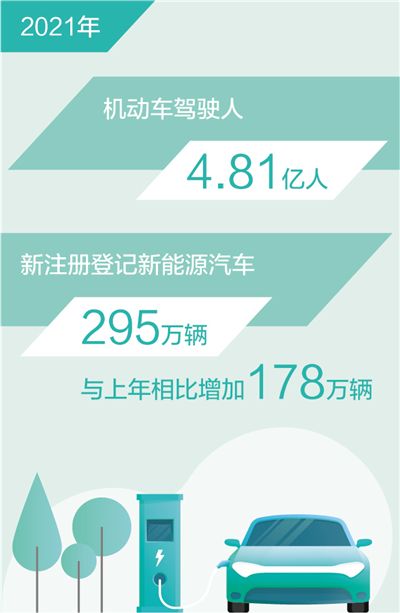 2021年
机动车驾驶人
4.81亿人
新注册登记新能源汽车
295万辆
与上年相比增加178万辆